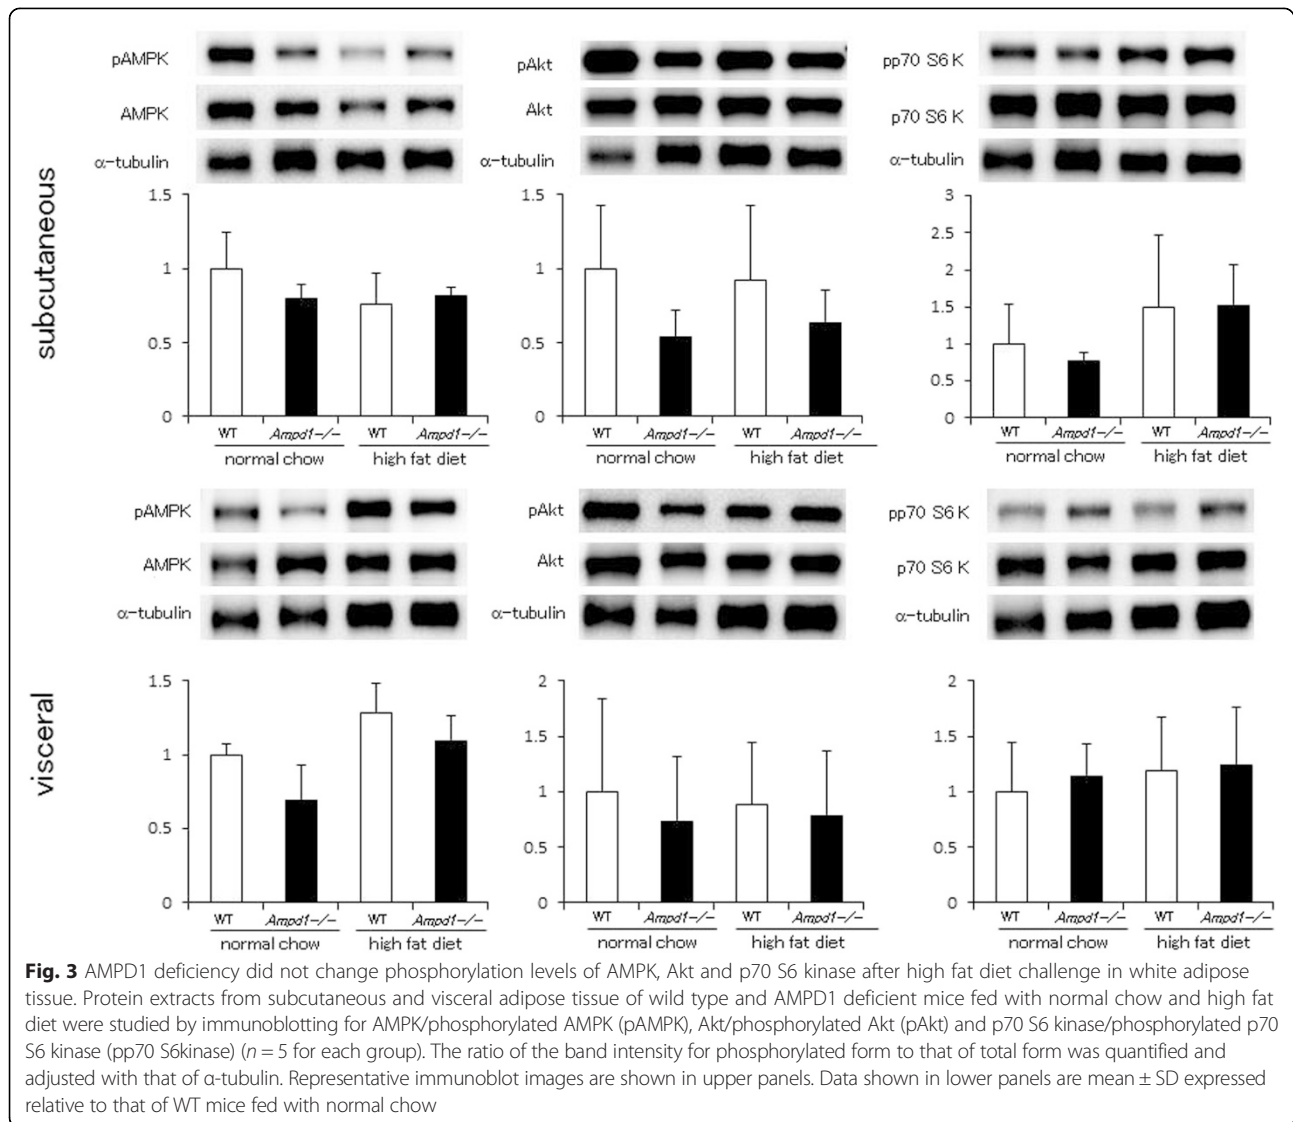 subcutaneous
pAMPK
AMPK
α-tubulin
1.5
1
0.5
0
WT Ampd1−/− WT Ampd1−/−
normal chow high fat diet
pAkt
Akt
α-tubulin
1.5
1
0.5
0
WT Ampd1−/− WT Ampd1−/−
normal chow high fat diet
pp70 S6 K
p70 S6 K
α-tubulin
3
2.5
2
1.5
1
0.5
0
WT Ampd1−/− WT Ampd1−/−
normal chow high fat diet
visceral
pAMPK
AMPK
α-tubulin
1.5
1
0.5
0
WT Ampd1−/− WT Ampd1−/−
normal chow high fat diet
pAkt
Akt
α-tubulin
2
1.5
1
0.5
0
WT Ampd1−/− WT Ampd1−/−
normal chow high fat diet
pp70 S6 K
p70 S6 K
α-tubulin
2
1.5
1
0.5
0
WT Ampd1−/− WT Ampd1−/−
normal chow high fat diet
Fig. 3 AMPD1 deficiency did not change phosphorylation levels of AMPK, Akt and p70 S6 kinase after high fat diet challenge in white adipose
tissue. Protein extracts from subcutaneous and visceral adipose tissue of wild type and AMPD1 deficient mice fed with normal chow and high fat
diet were studied by immunoblotting for AMPK/phosphorylated AMPK (pAMPK), Akt/phosphorylated Akt (pAkt) and p70 S6 kinase/phosphorylated p70
S6 kinase (pp70 S6kinase) (n = 5 for each group). The ratio of the band intensity for phosphorylated form to that of total form was quantified and
adjusted with that of α-tubulin. Representative immunoblot images are shown in upper panels. Data shown in lower panels are mean ± SD expressed
relative to that of WT mice fed with normal chow